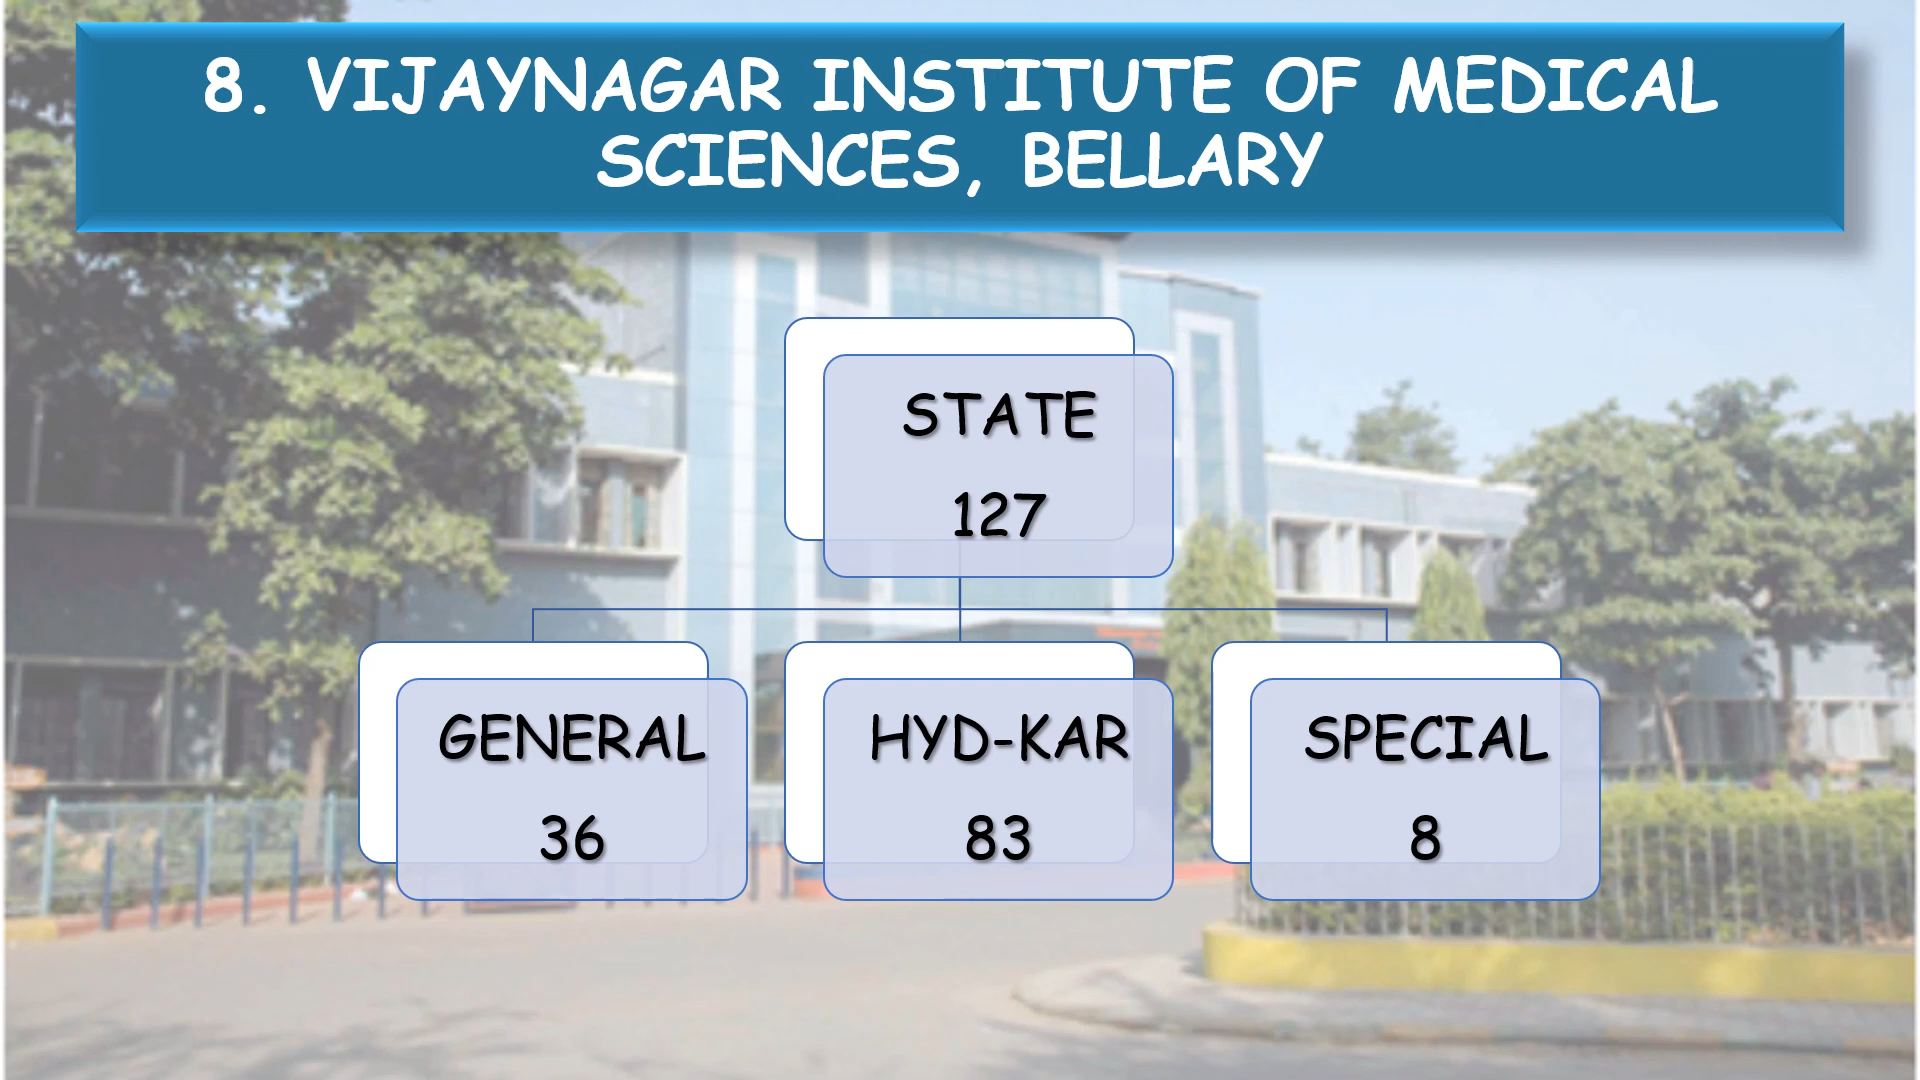 8. VIJAYNAGAR INSTITUTE OF MEDICAL
SCIENCES, BELLARY
STATE
127
GENERAL
36
HYD-KAR
83
SPECIAL
8